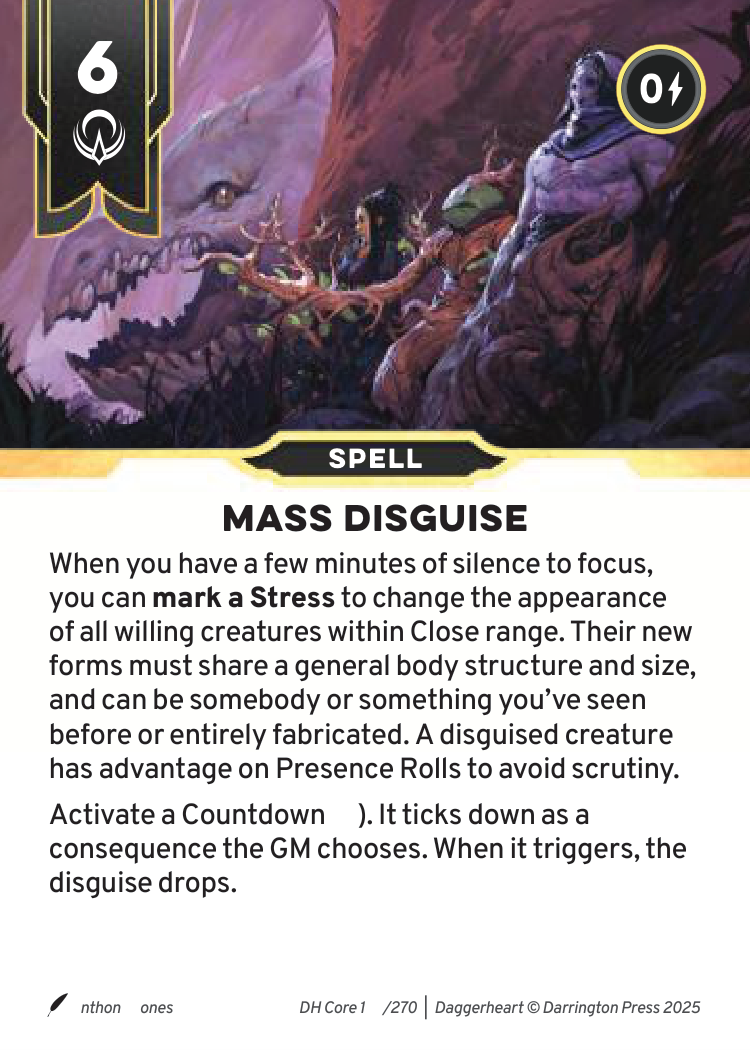 6
0
SPELL
MASS DISGUISE
When you have a few minutes of silence to focus,
you can mark a Stress to change the appearance
of all willing creatures within Close range. Their new
forms must share a general body structure and size,
and can be somebody or something you've seen
before or entirely fabricated. A disguised creature
has advantage on Presence Rolls to avoid scrutiny.
Activate a Countdown ). It ticks down as a
consequence the GM chooses. When it triggers, the
disguise drops.
nthon ones
DH Core 1 /270 | Daggerheart © Darrington Press 2025